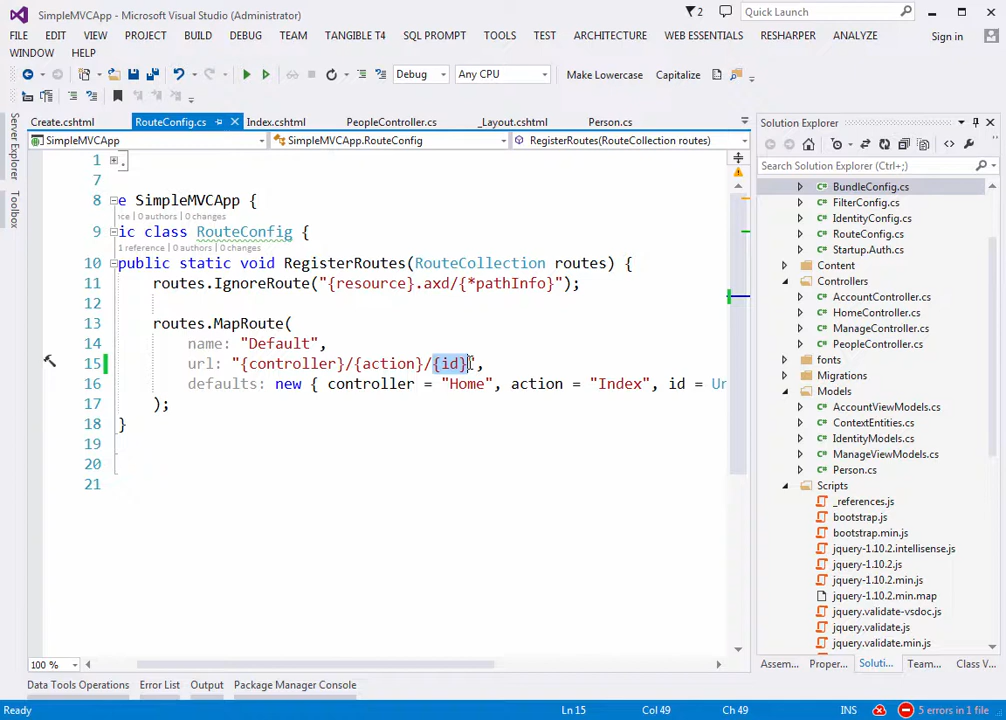 SimpleMVCApp - Microsoft Visual Studio (Administrator)
2
Quick Launch
FILE EDIT VIEW PROJECT BUILD DEBUG TEAM TANGIBLE T4 SQL PROMPT TOOLS TEST ARCHITECTURE WEB ESSENTIALS RESHARPER ANALYZE
Sign in
WINDOW HELP
Debug Any CPU Make Lowercase Capitalize
Server Explorer
Toolbox
Create.cshtml RouteConfig.cs Index.cshtml PeopleController.cs _Layout.cshtml Person.cs
SimpleMVCApp SimpleMVCApp.RouteConfig RegisterRoutes(RouteCollection routes)
1 .
7
8 e SimpleMVCApp {
ice | 0 authors | 0 changes
9 ic class RouteConfig {
1 reference | 0 authors | 0 changes
10 public static void RegisterRoutes(RouteCollection routes) {
11 routes.IgnoreRoute("{resource}.axd/{*pathInfo}");
12
13 routes.MapRoute(
14 name: "Default",
15 url: "{controller}/{action}/{id}",
16 defaults: new { controller = "Home", action = "Index", id = Ur
17 );
18 }
19
20
21
100 %
Solution Explorer
Search Solution Explorer (Ctrl+;)
BundleConfig.cs
FilterConfig.cs
IdentityConfig.cs
RouteConfig.cs
Startup.Auth.cs
Content
Controllers
AccountController.cs
HomeController.cs
ManageController.cs
PeopleController.cs
fonts
Migrations
Models
AccountViewModels.cs
ContextEntities.cs
IdentityModels.cs
ManageViewModels.cs
Person.cs
Scripts
_references.js
bootstrap.js
bootstrap.min.js
jquery-1.10.2.intellisense.js
jquery-1.10.2.js
jquery-1.10.2.min.js
jquery-1.10.2.min.map
jquery.validate-vsdoc.js
jquery.validate.js
jquery.validate.min.js
Assem... Proper... Soluti... Team... Class V...
Data Tools Operations Error List Output Package Manager Console
Ready Ln 15 Col 49 Ch 49 INS 5 errors in 1 file